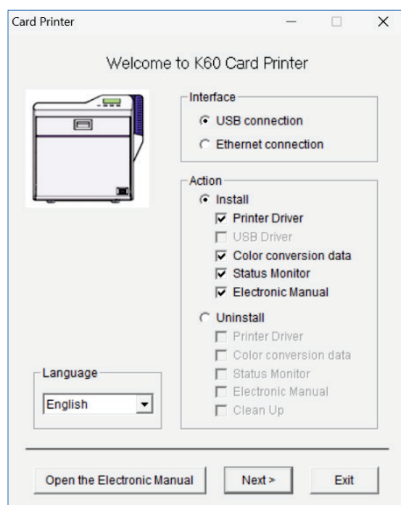 Card Printer
Welcome to K60 Card Printer
Interface
USB connection
Ethernet connection
Action
Install
Printer Driver
USB Driver
Color conversion data
Status Monitor
Electronic Manual
Uninstall
Printer Driver
Color conversion data
Status Monitor
Electronic Manual
Clean Up
Language
English
Open the Electronic Manual
Next >
Exit